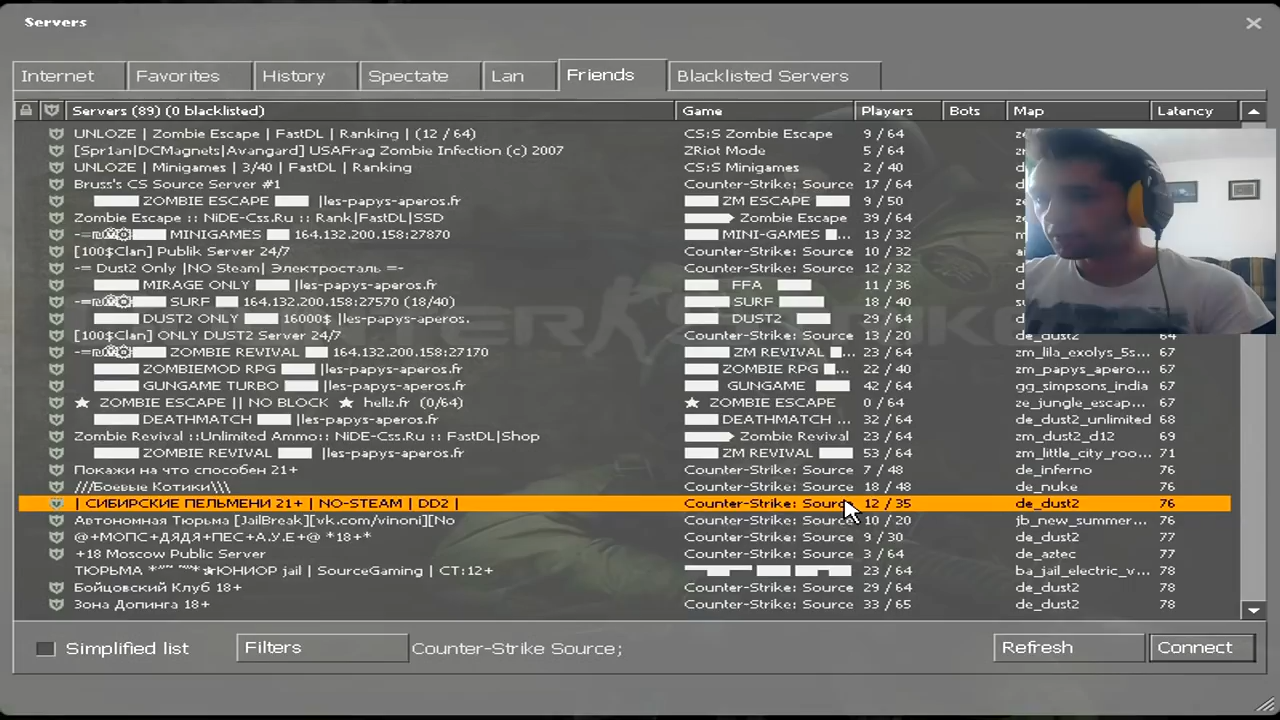 Servers
Internet Favorites History Spectate Lan Friends Blacklisted Servers
Servers (89) (0 blacklisted) Game Players Bots Map Latency
UNLOZE | Zombie Escape | FastDL | Ranking | (12 / 64) CS:S Zombie Escape 9 / 64
[Spr1an|DCMagnets|Avangard] USAFrag Zombie Infection (c) 2007 ZRiot Mode 5 / 64
UNLOZE | Minigames | 3/40 | FastDL | Ranking CS:S Minigames 2 / 40
Bruss's CS Source Server #1 Counter-Strike: Source 17 / 64
ZOMBIE ESCAPE |les-papys-aperos.fr ZM ESCAPE 9 / 50
Zombie Escape :: NiDE-Css.Ru :: Rank|FastDL|SSD Zombie Escape 39 / 64
MINIGAMES 164.132.200.158:27870 MINI-GAMES ... 13 / 32
[100$Clan] Publik Server 24/7 Counter-Strike: Source 10 / 32
-= Dust2 Only |NO Steam| Электросталь =- Counter-Strike: Source 12 / 32
MIRAGE ONLY |les-papys-aperos.fr FFA 11 / 36
SURF 164.132.200.158:27570 (18/40) SURF 18 / 40
DUST2 ONLY 16000$ |les-papys-aperos. DUST2 29 / 64
[100$Clan] ONLY DUST2 Server 24/7 Counter-Strike: Source 13 / 20 de_dust2 64
ZOMBIE REVIVAL 164.132.200.158:27170 ZM REVIVAL ... 23 / 64 zm_lila_exolys_5s... 67
ZOMBIEMOD RPG |les-papys-aperos.fr ZOMBIE RPG ... 22 / 40 zm_papys_apero... 67
GUNGAME TURBO |les-papys-aperos.fr GUNGAME 42 / 64 gg_simpsons_india 67
★ ZOMBIE ESCAPE || NO BLOCK ★ hellz.fr (0/64) ★ ZOMBIE ESCAPE 0 / 64 ze_jungle_escap... 67
DEATHMATCH |les-papys-aperos.fr DEATHMATCH ... 32 / 64 de_dust2_unlimited 68
Zombie Revival ::Unlimited Ammo:: NiDE-Css.Ru :: FastDL|Shop Zombie Revival 23 / 64 zm_dust2_d12 69
ZOMBIE REVIVAL |les-papys-aperos.fr ZM REVIVAL 53 / 64 zm_little_city_roo... 71
Покажи на что способен 21+ Counter-Strike: Source 7 / 48 de_inferno 76
///Боевые Котики\\\ Counter-Strike: Source 18 / 48 de_nuke 76
| СИБИРСКИЕ ПЕЛЬМЕНИ 21+ | NO-STEAM | DD2 | Counter-Strike: Source 12 / 35 de_dust2 76
Автономная Тюрьма [JailBreak][vk.com/vinoni][No Counter-Strike: Source 10 / 20 jb_new_summer... 76
@+МОПС+ДЯДЯ+ПЕС+А.У.Е+@ *18+* Counter-Strike: Source 9 / 30 de_dust2 77
+18 Moscow Public Server Counter-Strike: Source 3 / 64 de_aztec 77
ТЮРЬМА ЮНИОР jail | SourceGaming | CT:12+ 23 / 64 ba_jail_electric_v... 78
Бойцовский Клуб 18+ Counter-Strike: Source 29 / 64 de_dust2 78
Зона Допинга 18+ Counter-Strike: Source 33 / 65 de_dust2 78
Simplified list Filters Counter-Strike Source; Refresh Connect